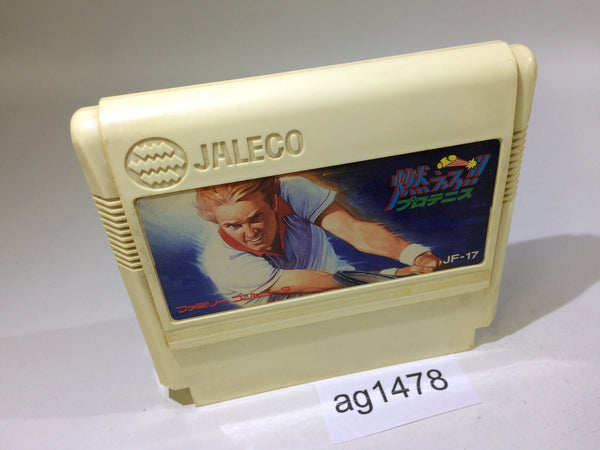 JALECO
燃えろ!!
プロテニス
JF-17
ファミリーコンピュータ
ag1478